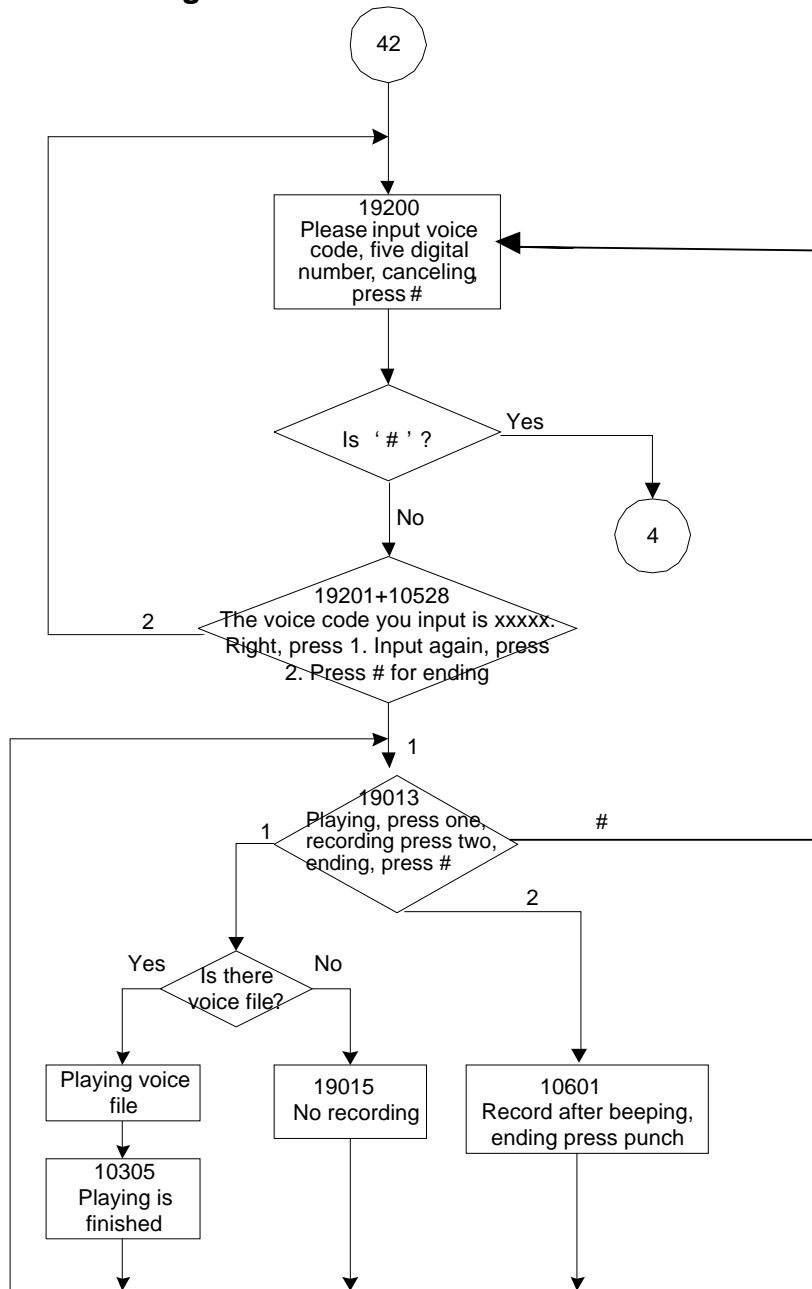 42
19200
Please input voice
code, five digital
number, canceling,
press #
Is ‘ # ’ ?
Yes
4
No
19201+10528
The voice code you input is xxxxx.
Right, press 1. Input again, press
2. Press # for ending
2
1
19013
Playing, press one,
recording press two,
ending, press #
1
#
2
Yes
Is there
voice file?
No
Playing voice
file
19015
No recording
10601
Record after beeping,
ending press punch
10305
Playing is
finished